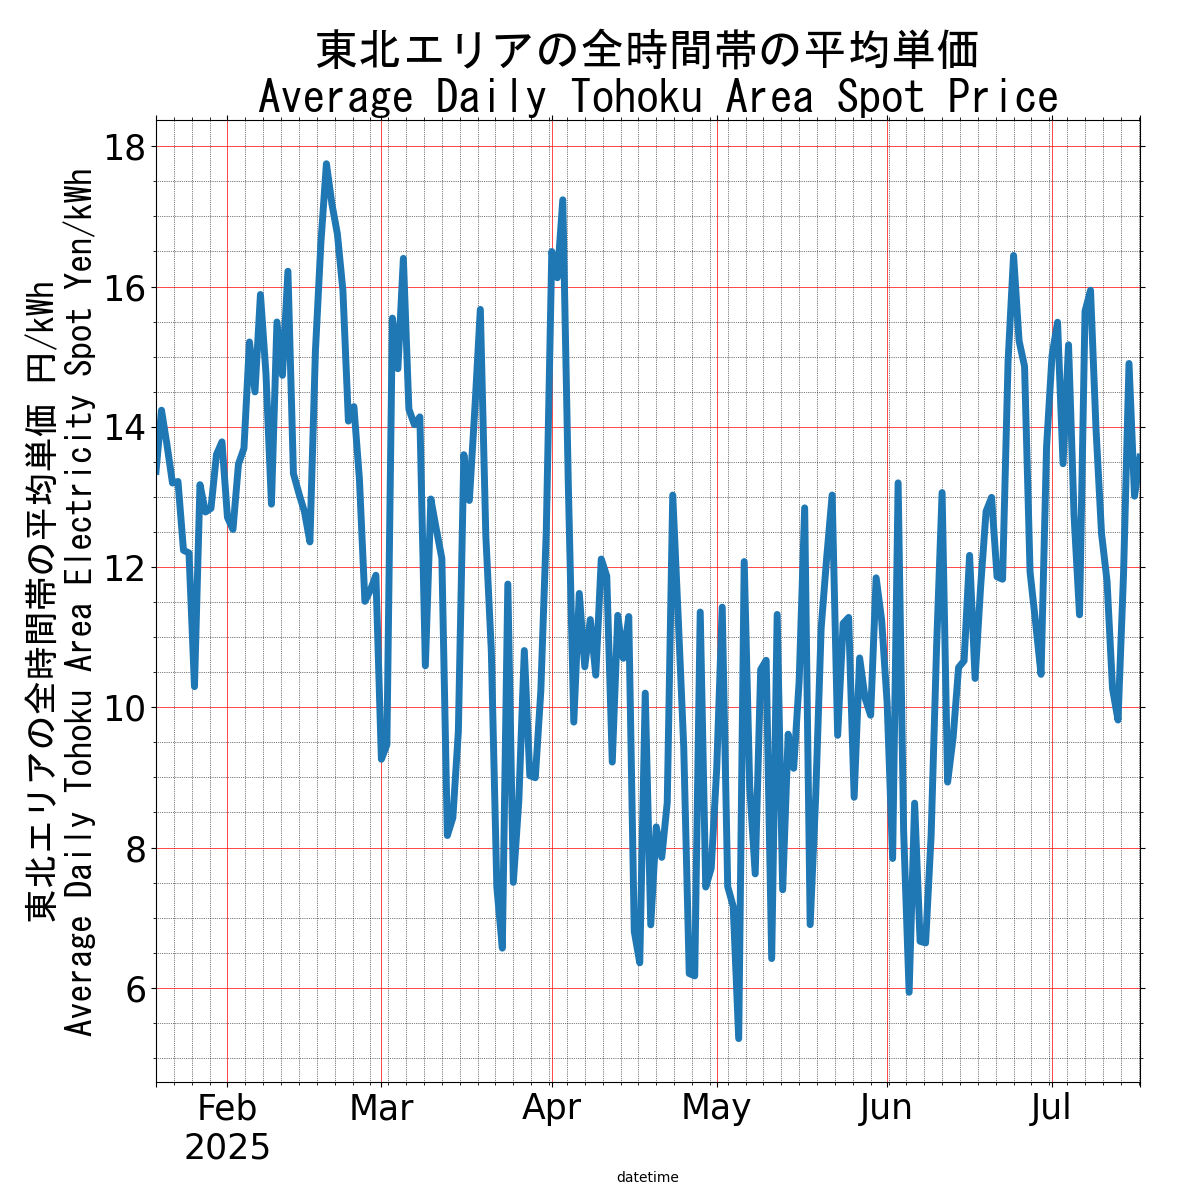 東北エリアの全時間帯の平均単価
Average Daily Tohoku Area Spot Price
東北エリアの全時間帯の平均単価 円/kWh
Average Daily Tohoku Area Electricity Spot Yen/kWh
18
16
14
12
10
8
6
Feb
2025
Mar
Apr
May
Jun
Jul
datetime